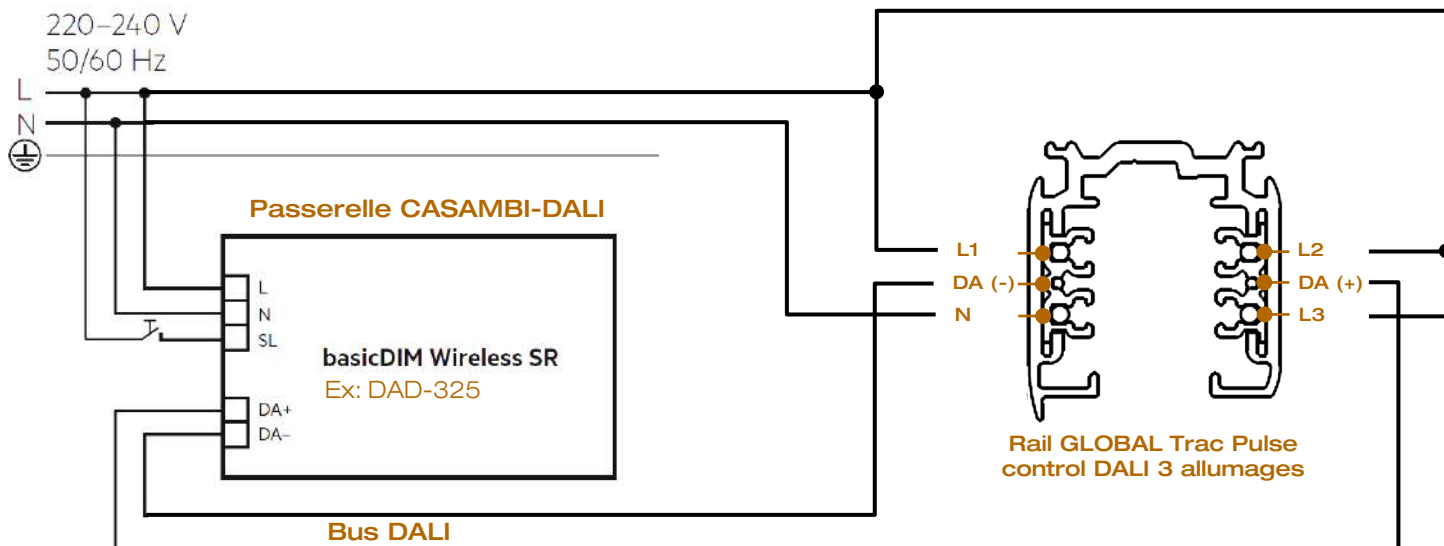 220–240 V
50/60 Hz
L
N
Passerelle CASAMBI-DALI
L
N
SL
basicDIM Wireless SR
Ex: DAD-325
DA+
DA–
Bus DALI
L1
DA (-)
N
L2
DA (+)
L3
Rail GLOBAL Trac Pulse
control DALI 3 allumages